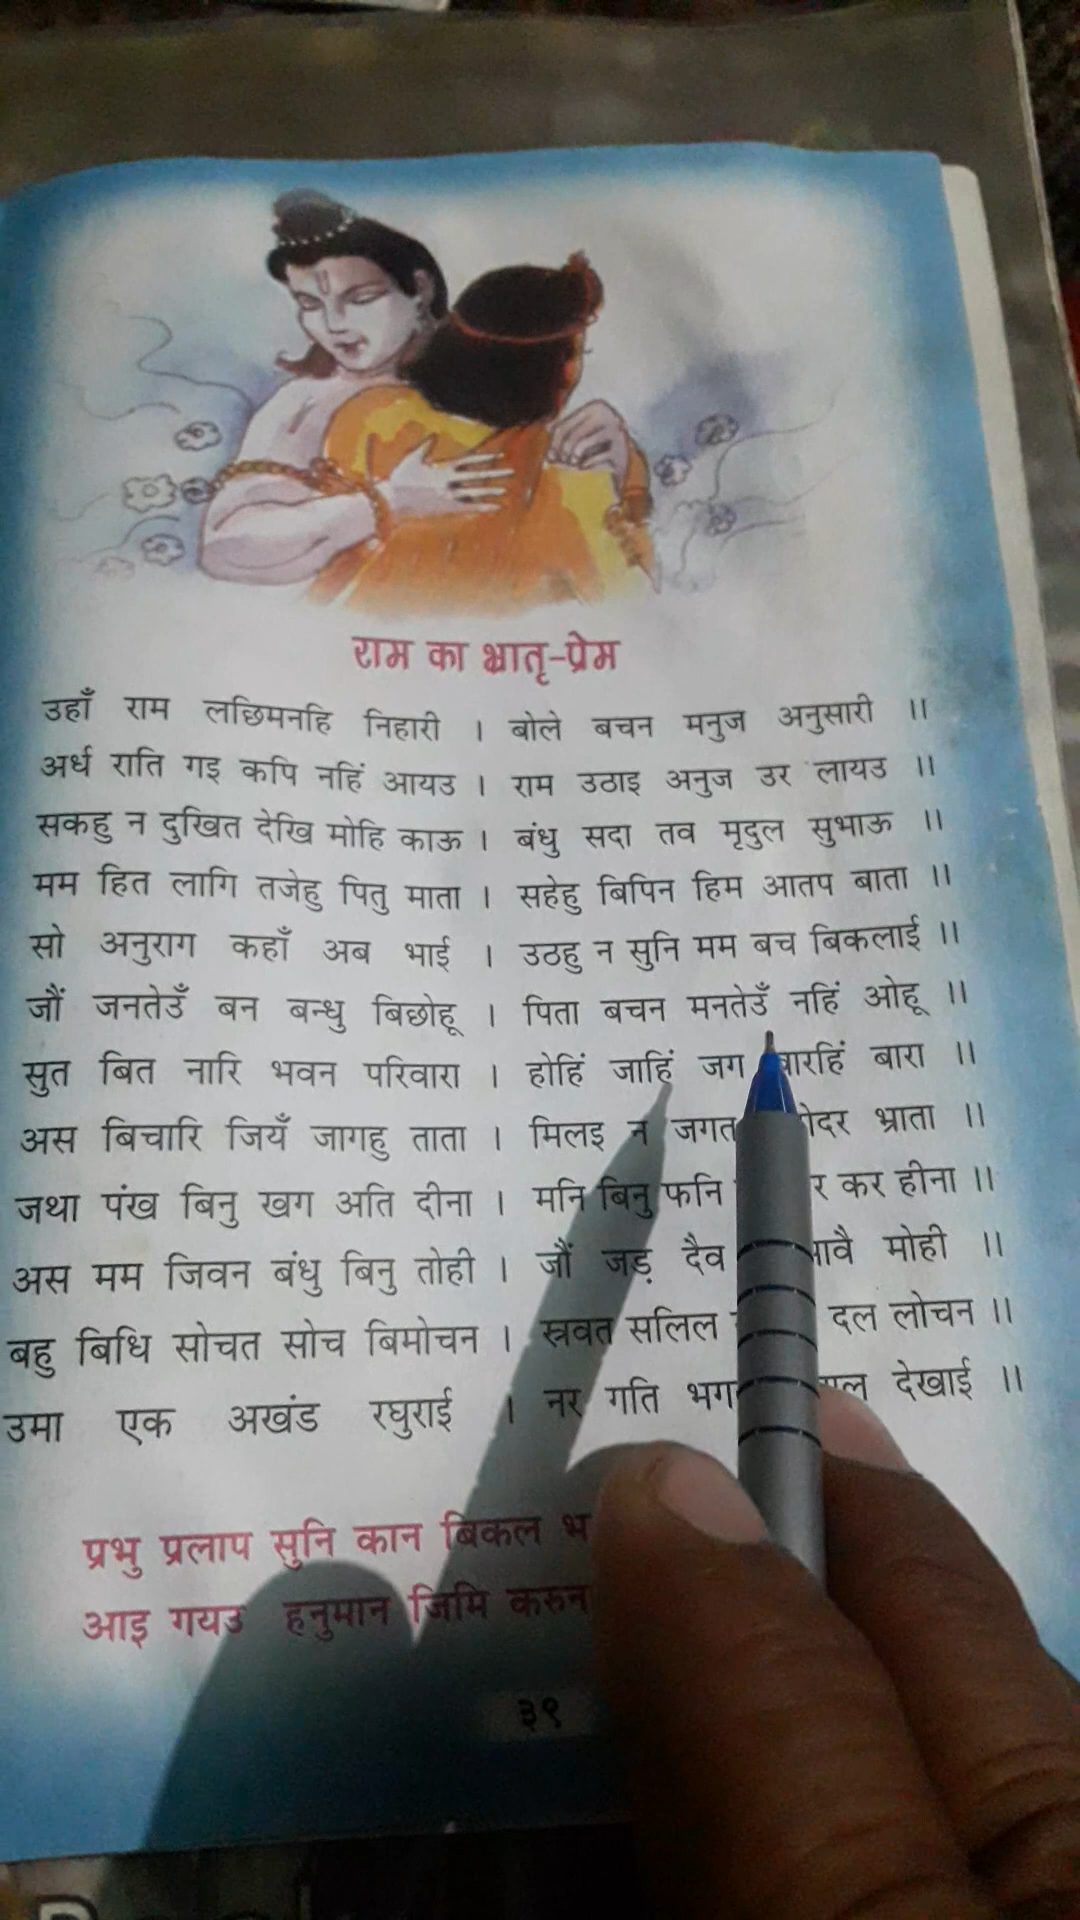 राम का भ्रातृ-प्रेम
उहाँ राम लछिमनहि निहारी । बोले बचन मनुज अनुसारी ॥
अर्ध राति गइ कपि नहिं आयउ । राम उठाइ अनुज उर लायउ ॥
सकहु न दुखित देखि मोहि काऊ । बंधु सदा तव मृदुल सुभाऊ ॥
मम हित लागि तजेहु पितु माता । सहेहु बिपिन हिम आतप बाता ॥
सो अनुराग कहाँ अब भाई । उठहु न सुनि मम बच बिकलाई ॥
जौं जनतेउँ बन बन्धु बिछोहू । पिता बचन मनतेउँ नहिं ओहू ॥
सुत बित नारि भवन परिवारा । होहिं जाहिं जग बारहिं बारा ॥
अस बिचारि जियँ जागहु ताता । मिलइ न जगत भ्राता ॥
जथा पंख बिनु खग अति दीना । मनि बिनु फनि कर हीना ॥
अस मम जिवन बंधु बिनु तोही । जौं जड़ दैव मोही ॥
बहु बिधि सोचत सोच बिमोचन । स्रवत सलिल दल लोचन ॥
उमा एक अखंड रघुराई । नर गति देखाई ॥
प्रभु प्रलाप सुनि कान बिकल
आइ गयउ हनुमान जिमि
३९